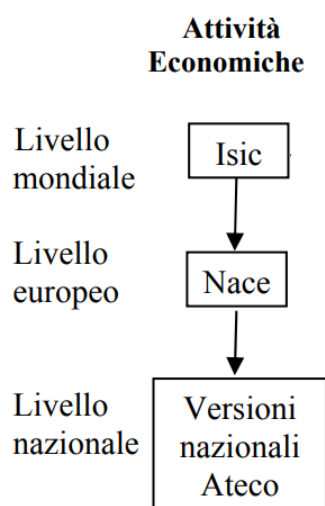 Attività
Economiche
Livello
mondiale
Isic
Livello
europeo
Nace
Livello
nazionale
Versioni
nazionali
Ateco